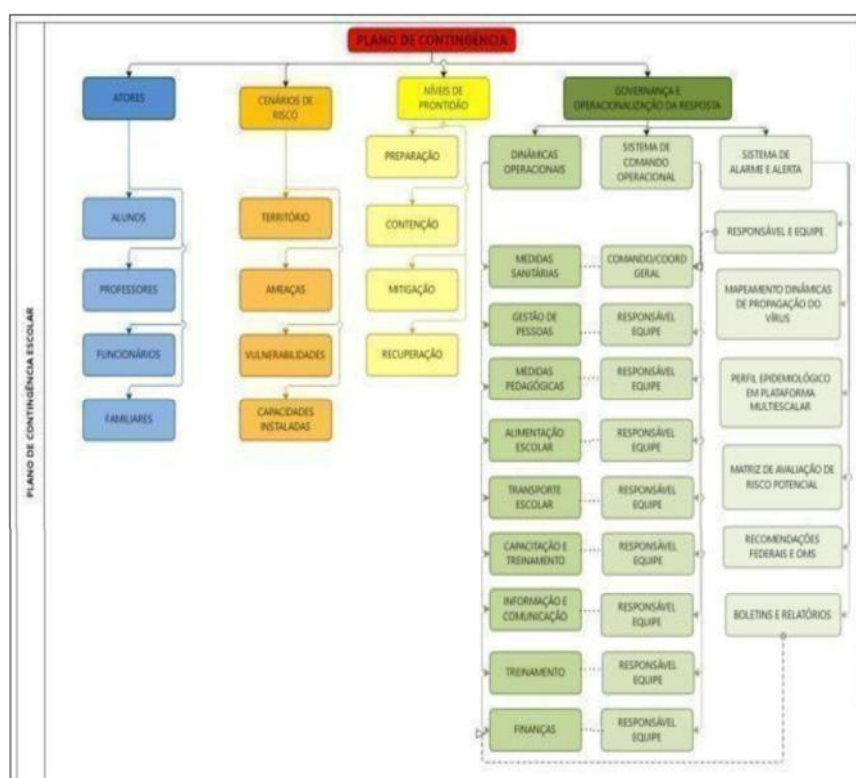 PLANO DE CONTINGÊNCIA ESCOLAR
PLANO DE CONTINGÊNCIA
ATORES
ALUNOS
PROFESSORES
FUNCIONÁRIOS
FAMILIARES
CENÁRIOS DE
RISCO
TERRITÓRIO
AMEAÇAS
VULNERABILIDADES
CAPACIDADES
INSTALADAS
NÍVEIS DE
PRONTIDÃO
PREPARAÇÃO
CONTENÇÃO
MITIGAÇÃO
RECUPERAÇÃO
GOVERNANÇA E
OPERACIONALIZAÇÃO DA RESPOSTA
DINÂMICAS
OPERACIONAIS
MEDIDAS
SANITÁRIAS
GESTÃO DE
PESSOAS
MEDIDAS
PEDAGÓGICAS
ALIMENTAÇÃO
ESCOLAR
TRANSPORTE
ESCOLAR
CAPACITAÇÃO E
TREINAMENTO
INFORMAÇÃO E
COMUNICAÇÃO
TREINAMENTO
FINANÇAS
SISTEMA DE
COMANDO
OPERACIONAL
COMANDO/COORD
GERAL
RESPONSÁVEL
EQUIPE
RESPONSÁVEL
EQUIPE
RESPONSÁVEL
EQUIPE
RESPONSÁVEL
EQUIPE
RESPONSÁVEL
EQUIPE
RESPONSÁVEL
EQUIPE
RESPONSÁVEL
EQUIPE
RESPONSÁVEL
EQUIPE
SISTEMA DE
ALARME E ALERTA
RESPONSÁVEL E EQUIPE
MAPEAMENTO DINÂMICAS
DE PROPAGAÇÃO DO
VÍRUS
PERFIL EPIDEMIOLÓGICO
EM PLATAFORMA
MULTIESCALAR
MATRIZ DE AVALIAÇÃO DE
RISCO POTENCIAL
RECOMENDAÇÕES
FEDERAIS E OMS
BOLETINS E RELATÓRIOS